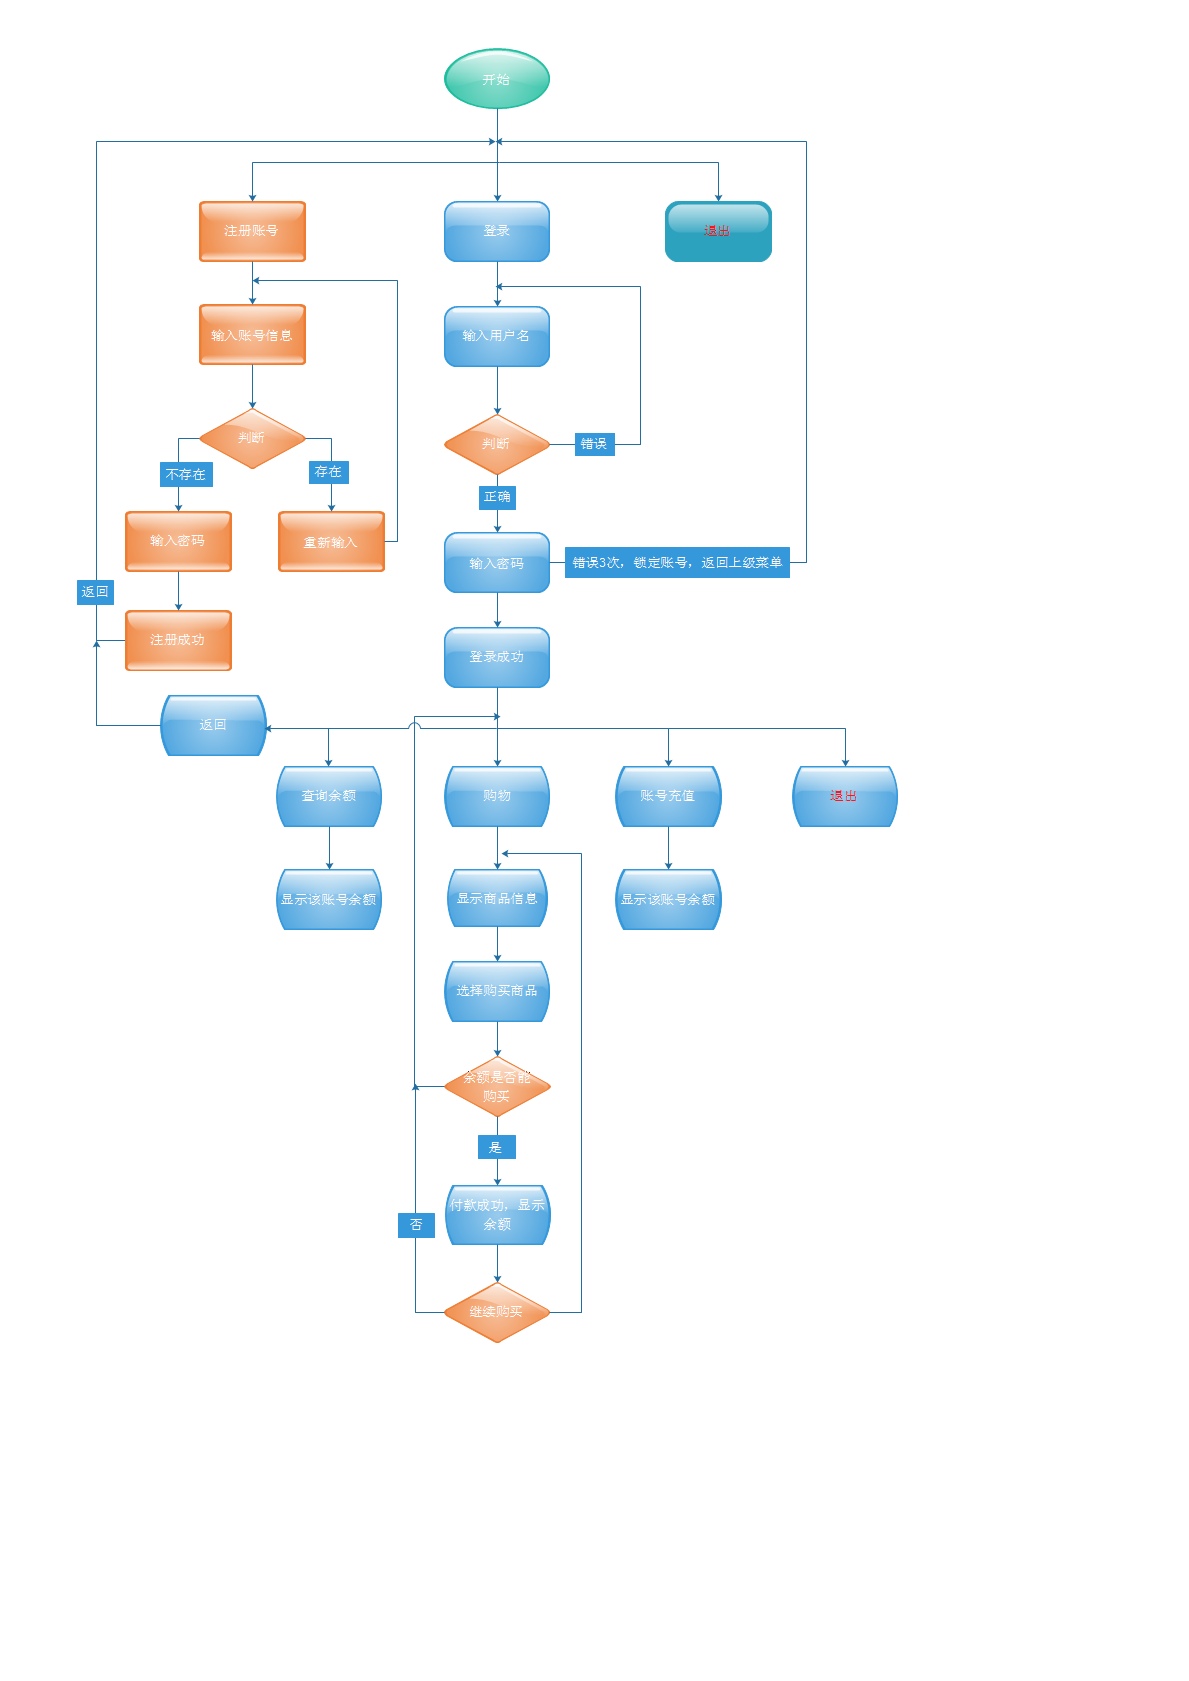 开始
注册账号
登录
退出
输入账号信息
输入用户名
判断
判断
错误
不存在
存在
正确
输入密码
重新输入
输入密码
错误3次，锁定账号，返回上级菜单
返回
注册成功
登录成功
返回
查询余额
购物
账号充值
退出
显示该账号余额
显示商品信息
显示该账号余额
选择购买商品
余额是否能
购买
是
付款成功，显示
余额
否
继续购买